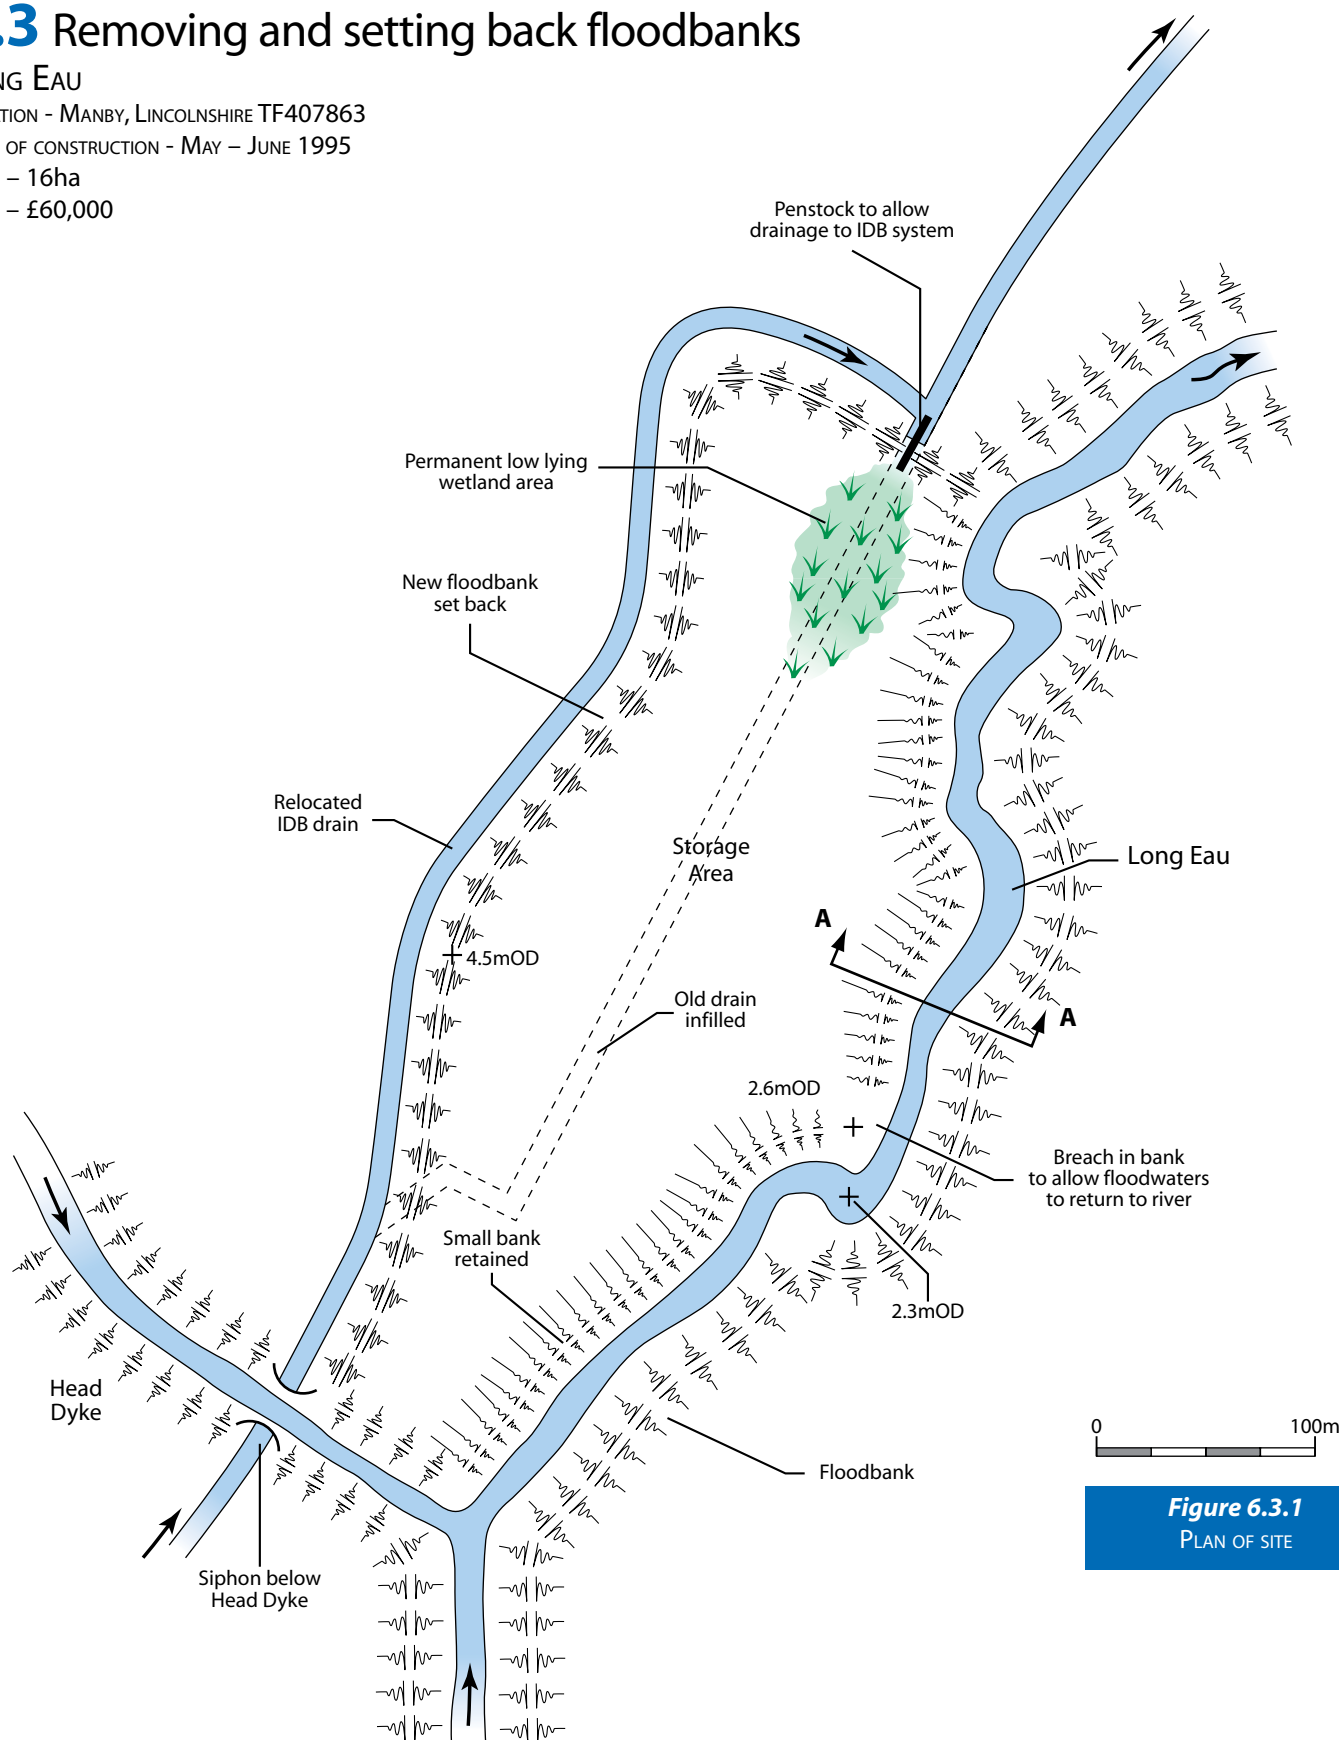 .3 Removing and setting back floodbanks
NG EAU
TION - MANBY, LINCOLNSHIRE TF407863
OF CONSTRUCTION - MAY – JUNE 1995
– 16ha
– £60,000
Penstock to allow
drainage to IDB system
Permanent low lying
wetland area
New floodbank
set back
Relocated
IDB drain
Storage
Area
Long Eau
A
4.5mOD
Old drain
infilled
A
2.6mOD
Breach in bank
to allow floodwaters
to return to river
Small bank
retained
2.3mOD
Head
Dyke
0 100m
Floodbank
Figure 6.3.1
PLAN OF SITE
Siphon below
Head Dyke